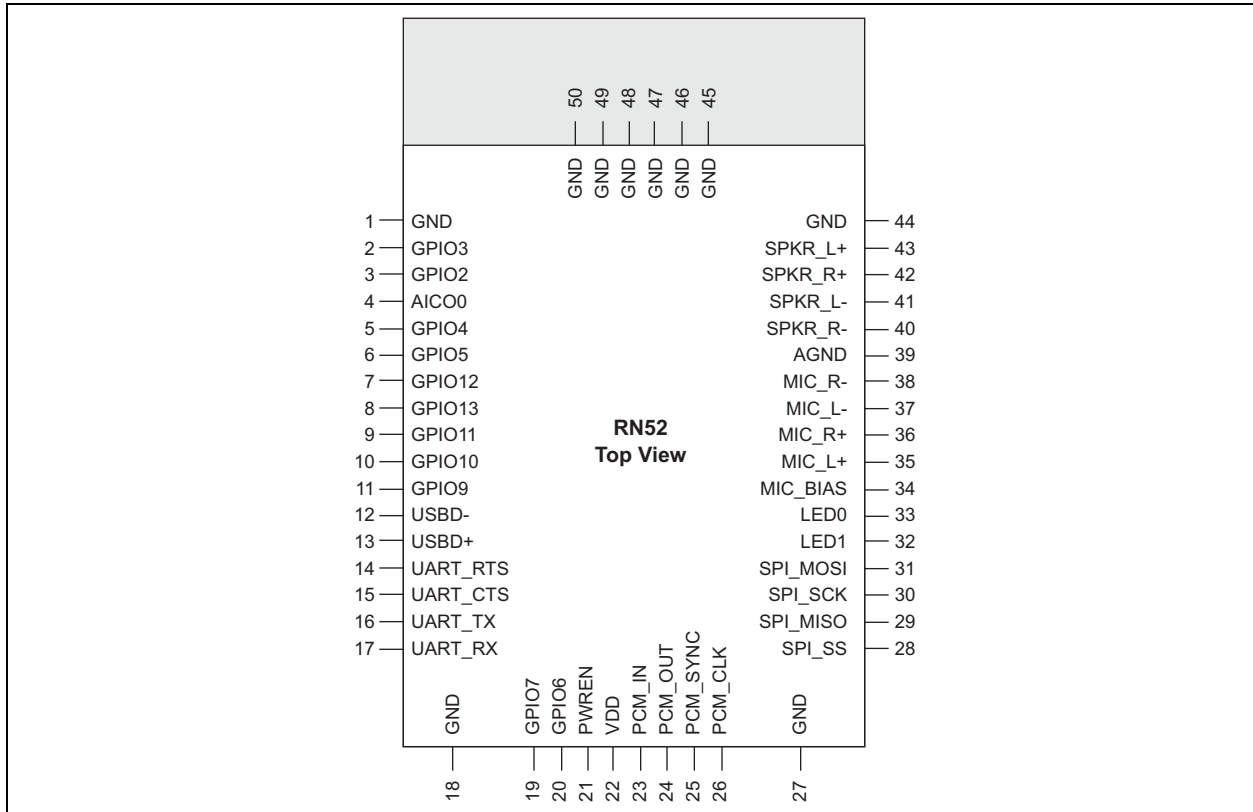 50 49 48 47 46 45
GND GND GND GND GND GND
1 GND GND 44
2 GPIO3 SPKR_L+ 43
3 GPIO2 SPKR_R+ 42
4 AICO0 SPKR_L- 41
5 GPIO4 SPKR_R- 40
6 GPIO5 AGND 39
7 GPIO12 MIC_R- 38
8 GPIO13 MIC_L- 37
9 GPIO11 MIC_R+ 36
RN52
Top View
10 GPIO10 MIC_L+ 35
11 GPIO9 MIC_BIAS 34
12 USBD- LED0 33
13 USBD+ LED1 32
14 UART_RTS SPI_MOSI 31
15 UART_CTS SPI_SCK 30
16 UART_TX SPI_MISO 29
17 UART_RX SPI_SS 28
GND GPIO7 GPIO6 PWREN VDD PCM_IN PCM_OUT PCM_SYNC PCM_CLK GND
18 19 20 21 22 23 24 25 26 27